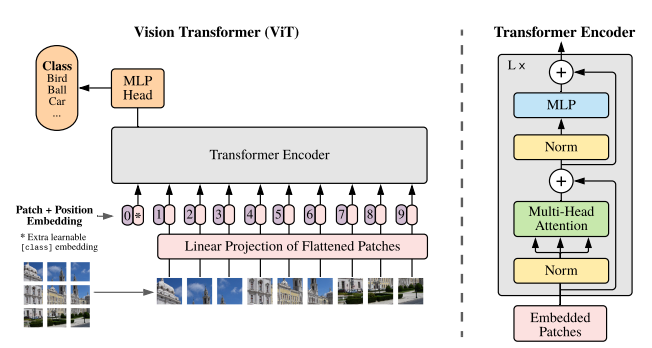 Vision Transformer (ViT)
Transformer Encoder
Class
Bird
Ball
Car
...
MLP
Head
Transformer Encoder
Patch + Position
Embedding
0 * 1 2 3 4 5 6 7 8 9
* Extra learnable
[class] embedding
Linear Projection of Flattened Patches
L x
+
MLP
Norm
+
Multi-Head
Attention
Norm
Embedded
Patches